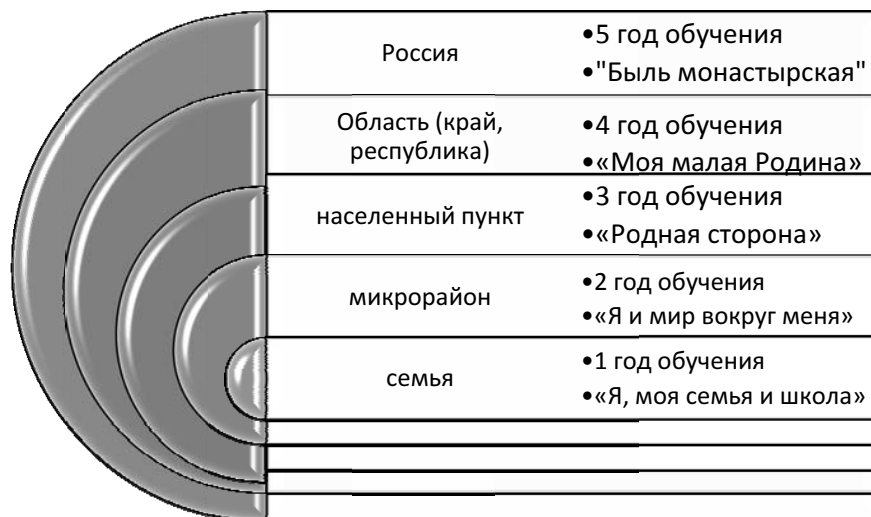 Россия
•5 год обучения
•"Быль монастырская"
Область (край,
республика)
•4 год обучения
•«Моя малая Родина»
населенный пункт
•3 год обучения
•«Родная сторона»
микрорайон
•2 год обучения
•«Я и мир вокруг меня»
семья
•1 год обучения
•«Я, моя семья и школа»